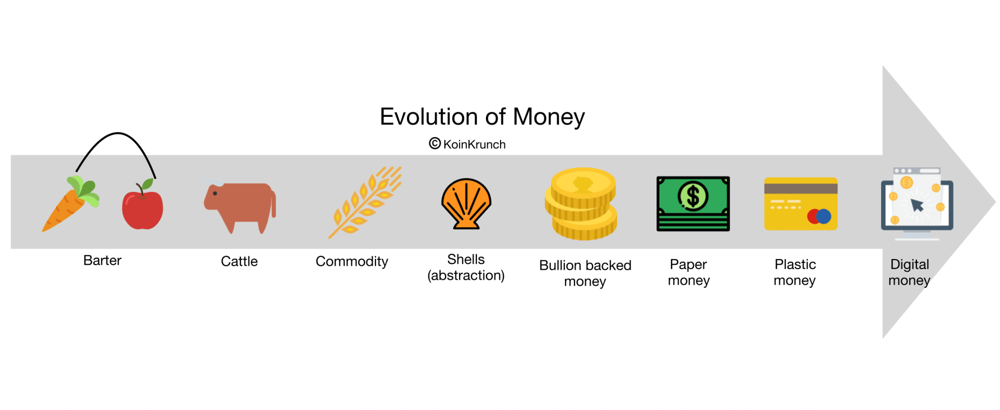 Evolution of Money
© KoinKrunch
Barter
Cattle
Commodity
Shells
(abstraction)
Bullion backed
money
Paper
money
Plastic
money
Digital
money